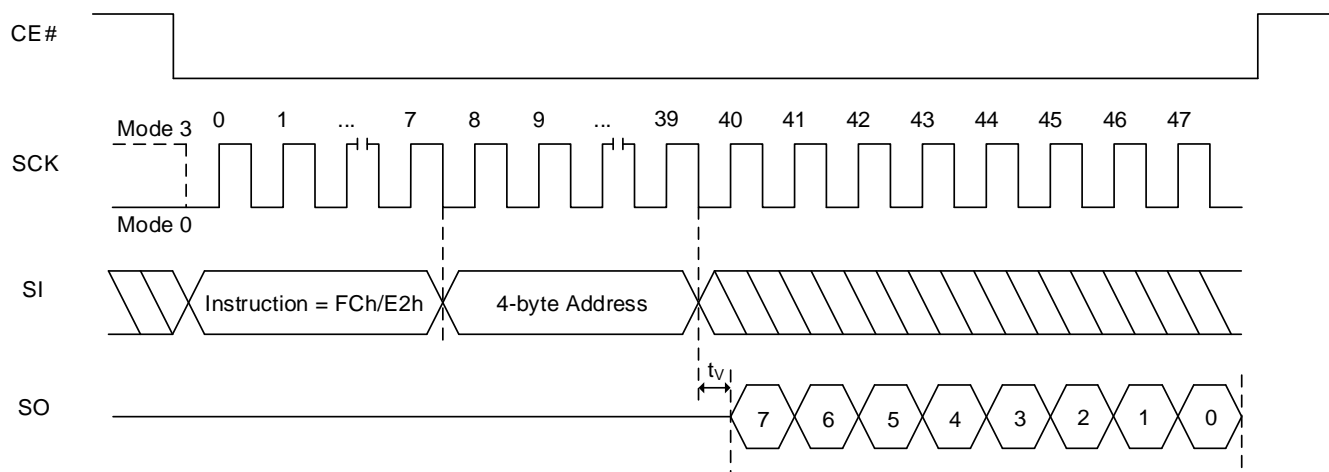 CE#
Mode 3 0 1 ... 7 8 9 ... 39 40 41 42 43 44 45 46 47
SCK
Mode 0
SI Instruction = FCh/E2h 4-byte Address
tV
SO 7 6 5 4 3 2 1 0